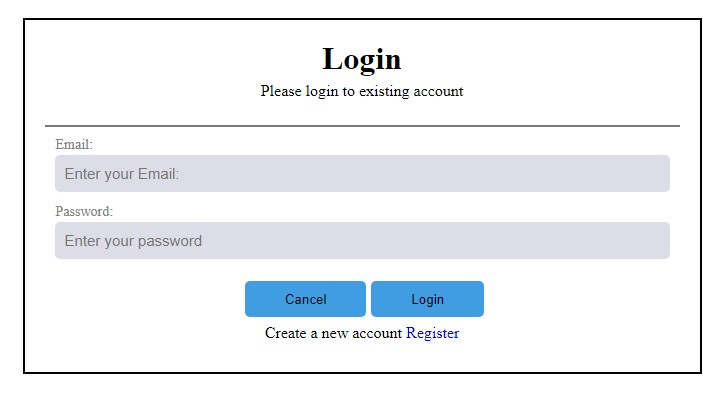 Login
Please login to existing account
Email:
Enter your Email:
Password:
Enter your password
Cancel Login
Create a new account Register